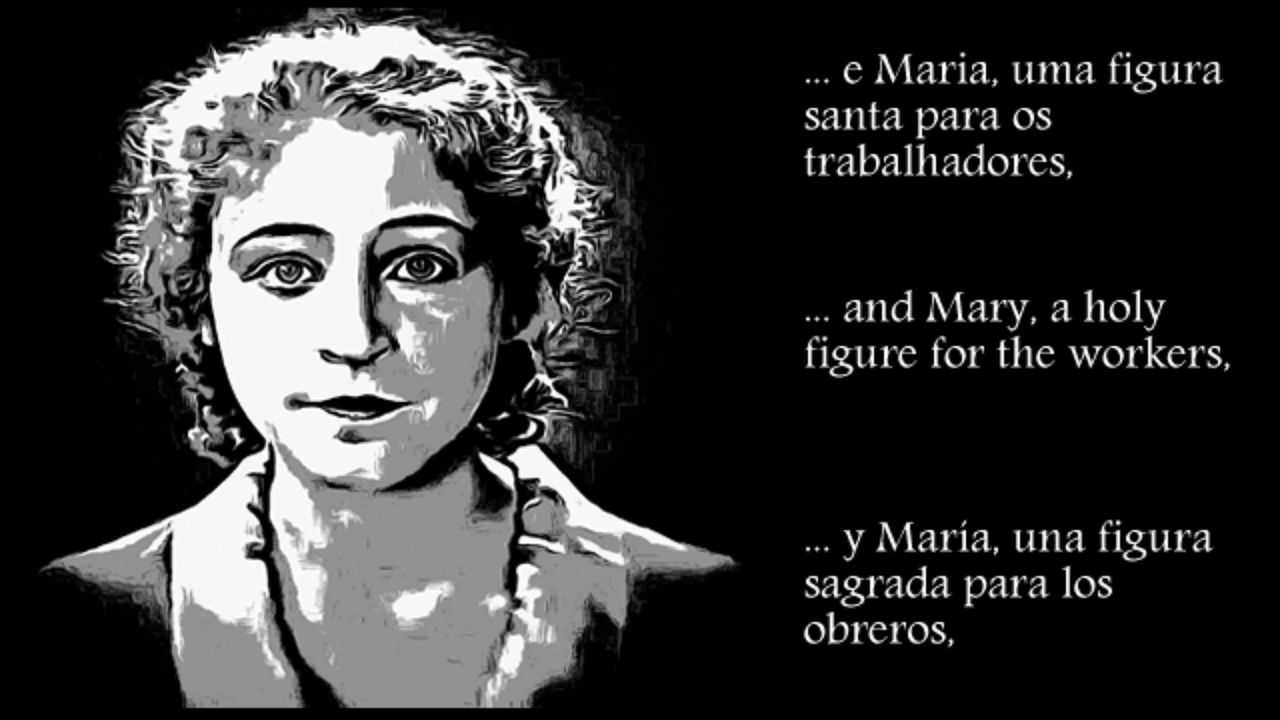 ... e Maria, uma figura
santa para os
trabalhadores,
... and Mary, a holy
figure for the workers,
... y María, una figura
sagrada para los
obreros,